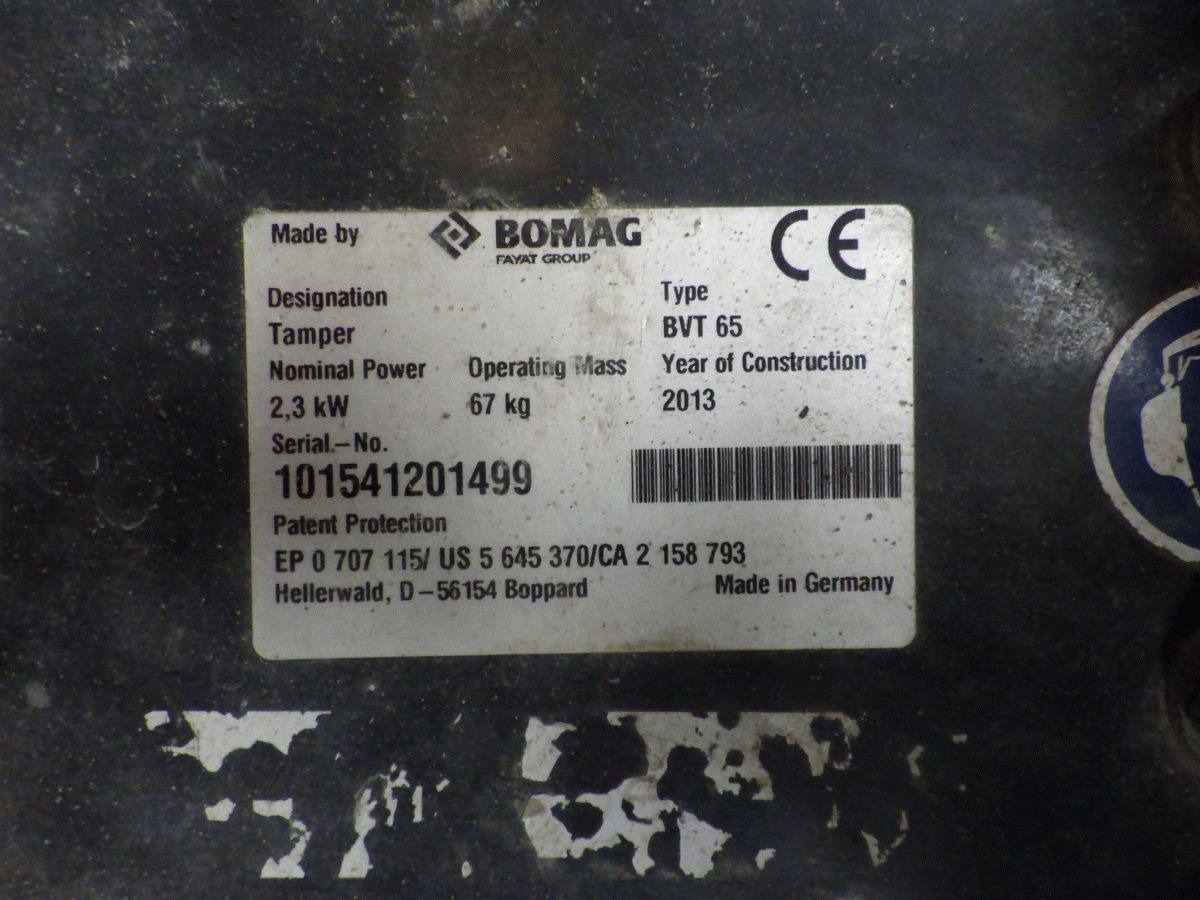 Made by BOMAG CE
FAYAT GROUP
Designation Type
Tamper BVT 65
Nominal Power Operating Mass Year of Construction
2,3 kW 67 kg 2013
Serial.-No.
101541201499
Patent Protection
EP 0 707 115/ US 5 645 370/CA 2 158 793
Hellerwald, D-56154 Boppard Made in Germany